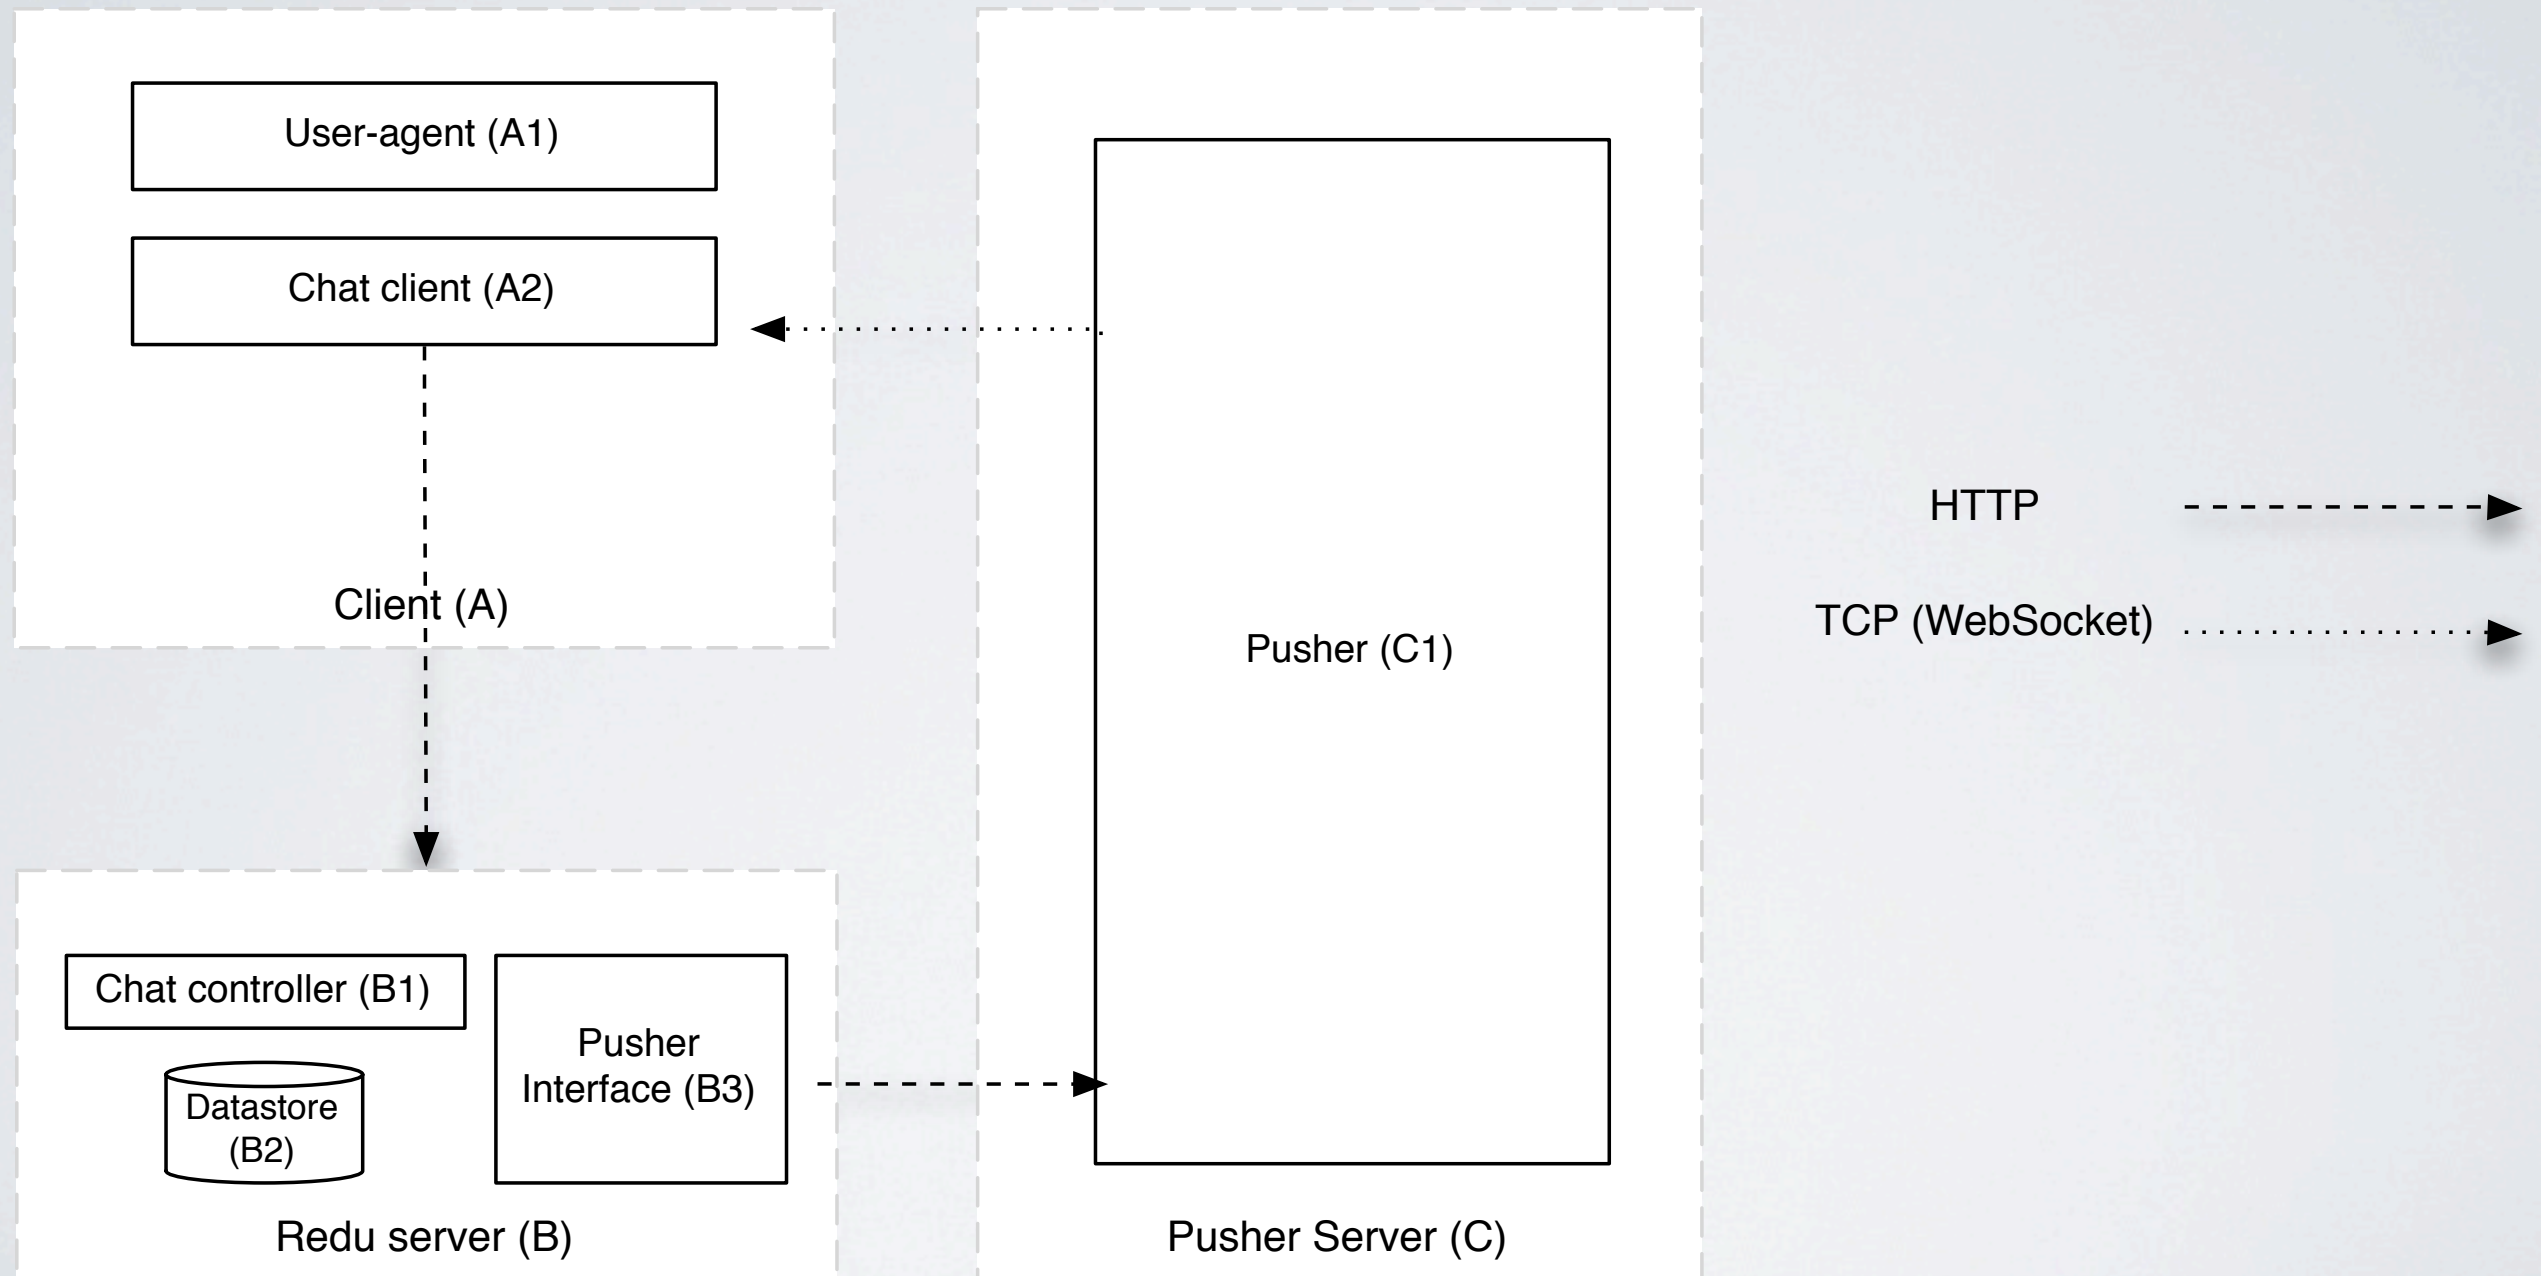 User-agent (A1)
Chat client (A2)
Client (A)
Pusher (C1)
HTTP
TCP (WebSocket)
Chat controller (B1)
Datastore
(B2)
Pusher
Interface (B3)
Redu server (B)
Pusher Server (C)